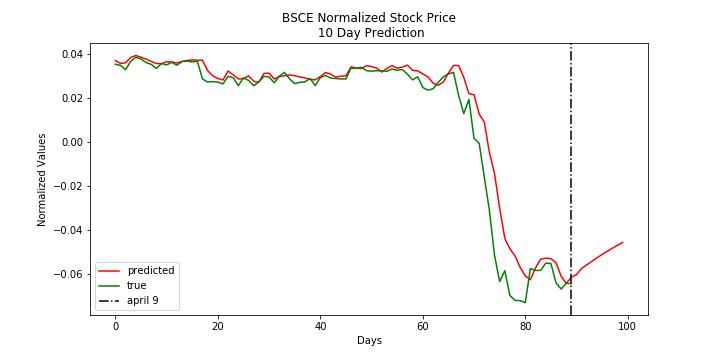 BSCE Normalized Stock Price
10 Day Prediction
Normalized Values
0.04
0.02
0.00
−0.02
−0.04
−0.06
predicted
true
april 9
0 20 40 60 80 100
Days